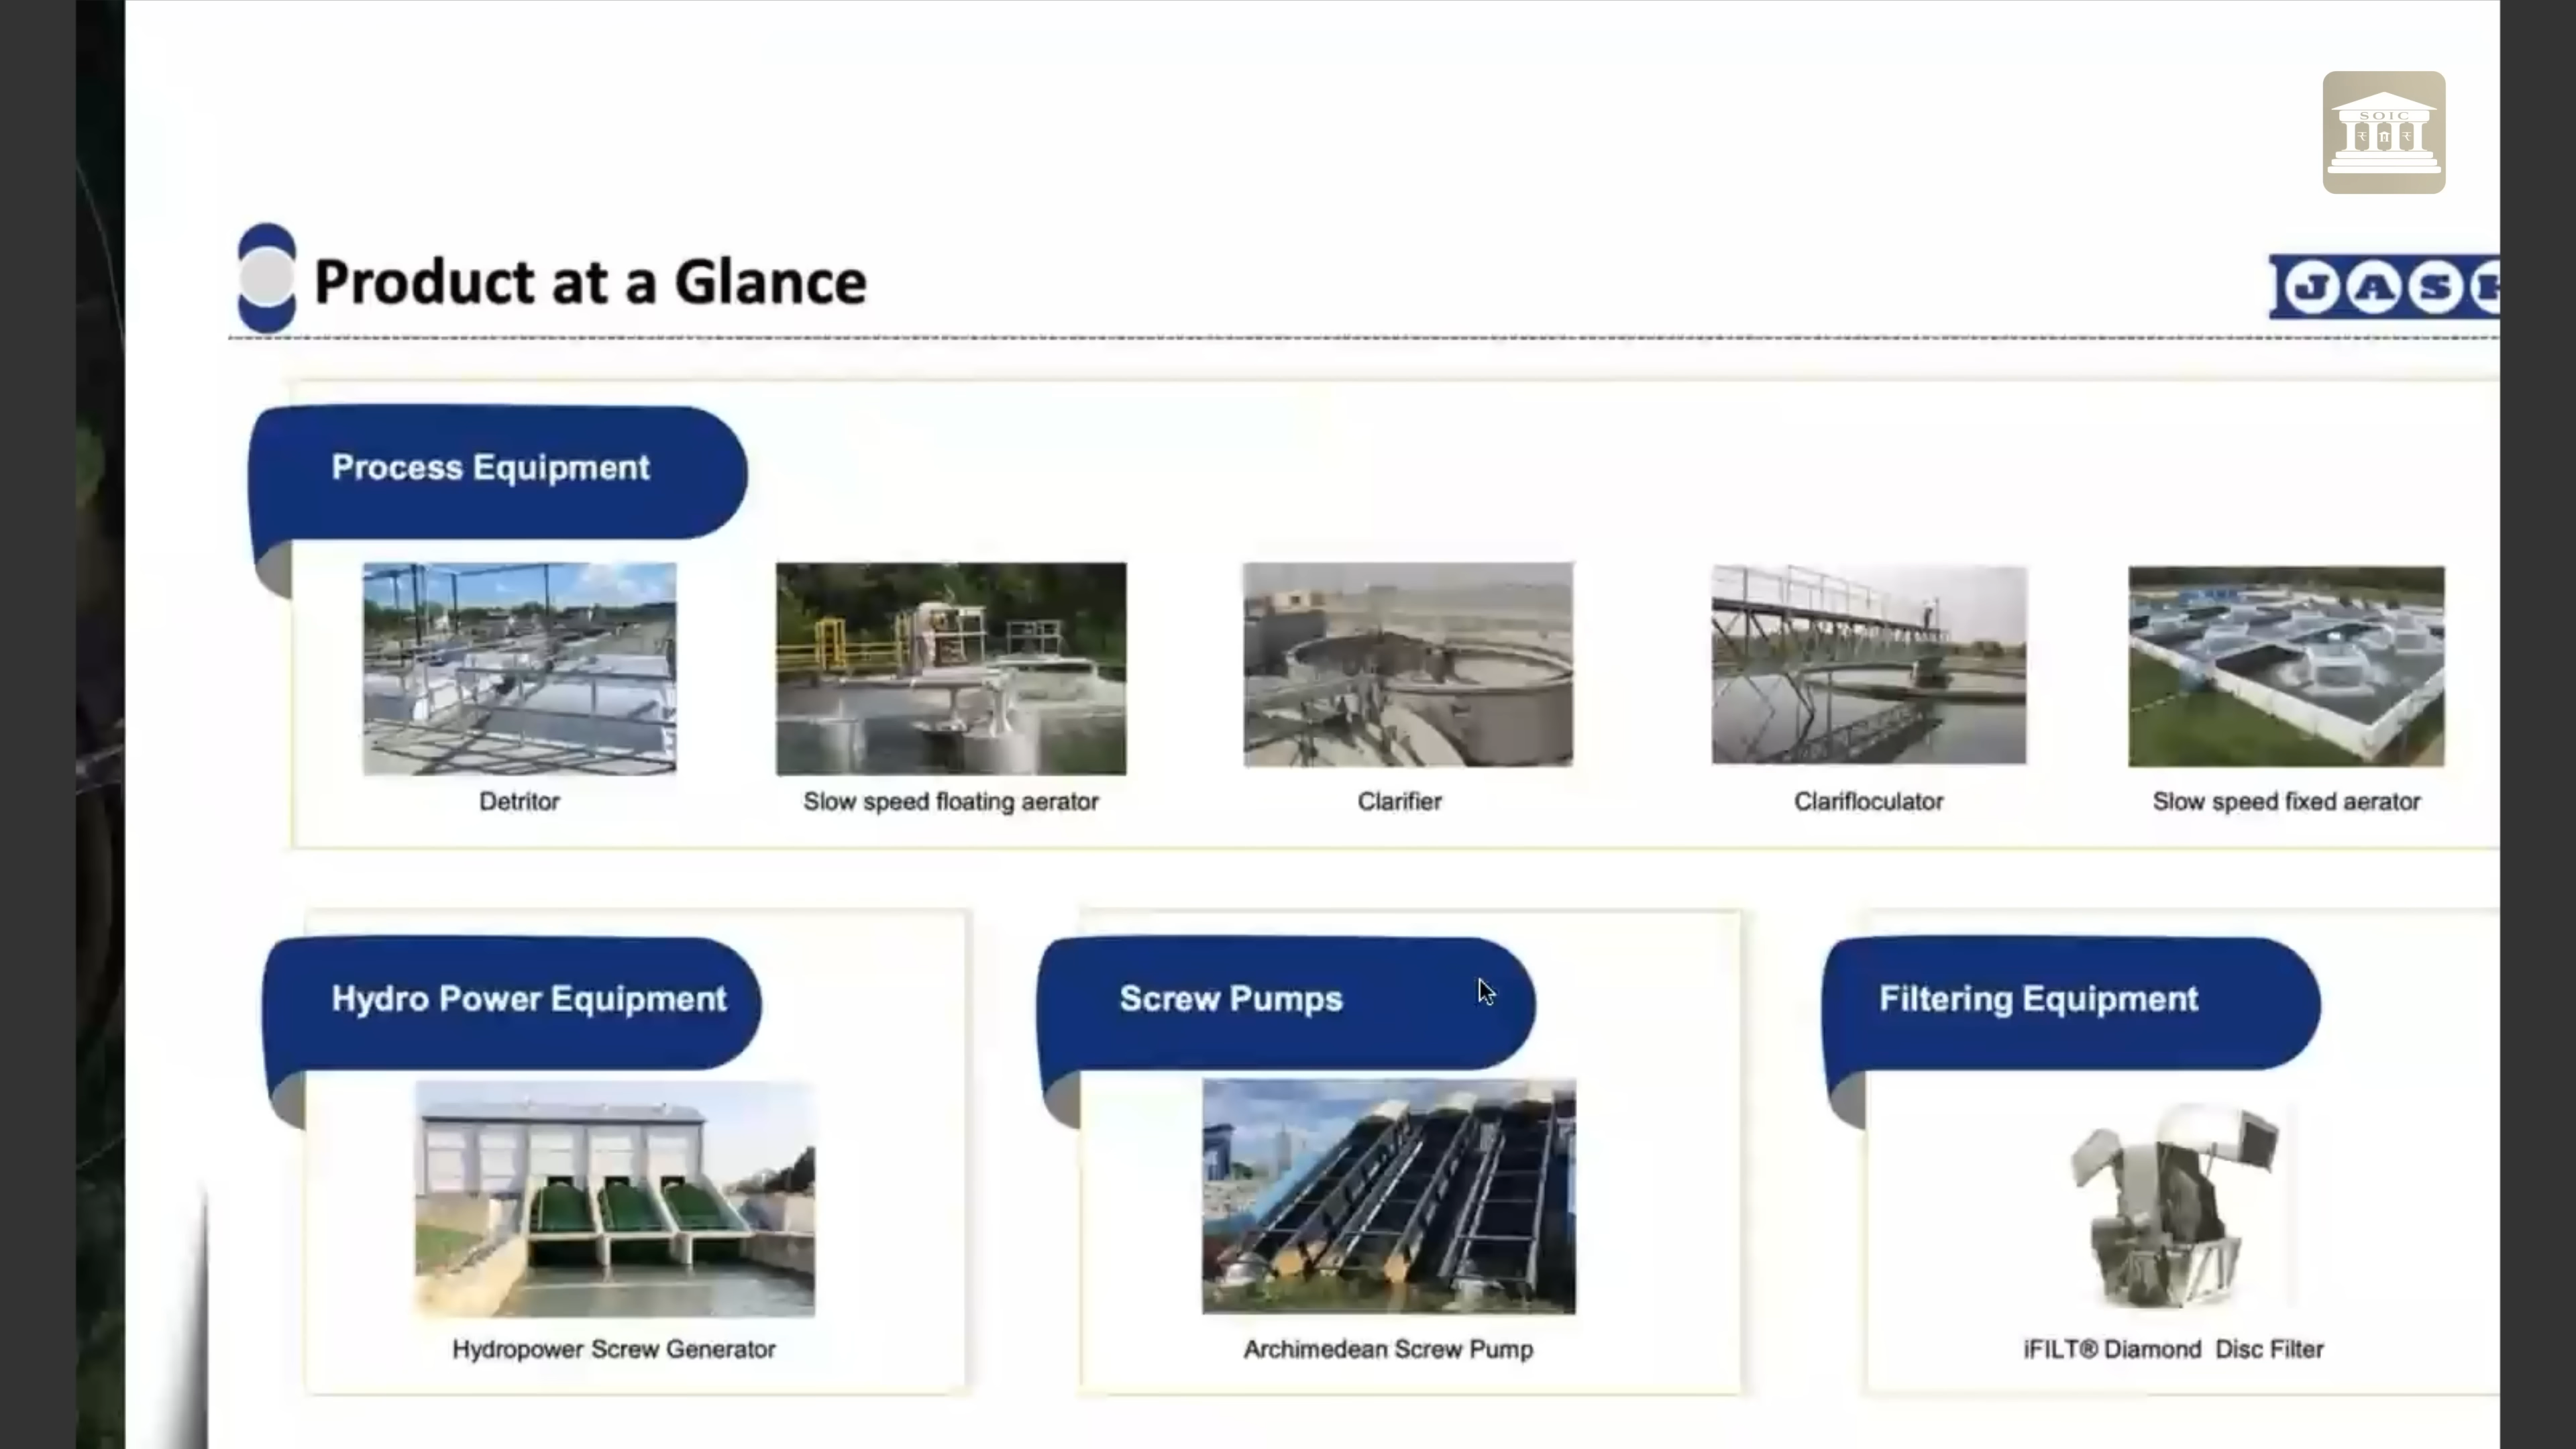 SOIC
Product at a Glance
JAS
Process Equipment
Detritor
Slow speed floating aerator
Clarifier
Clarifloculator
Slow speed fixed aerator
Hydro Power Equipment
Screw Pumps
Filtering Equipment
Hydropower Screw Generator
Archimedean Screw Pump
iFILT® Diamond Disc Filter